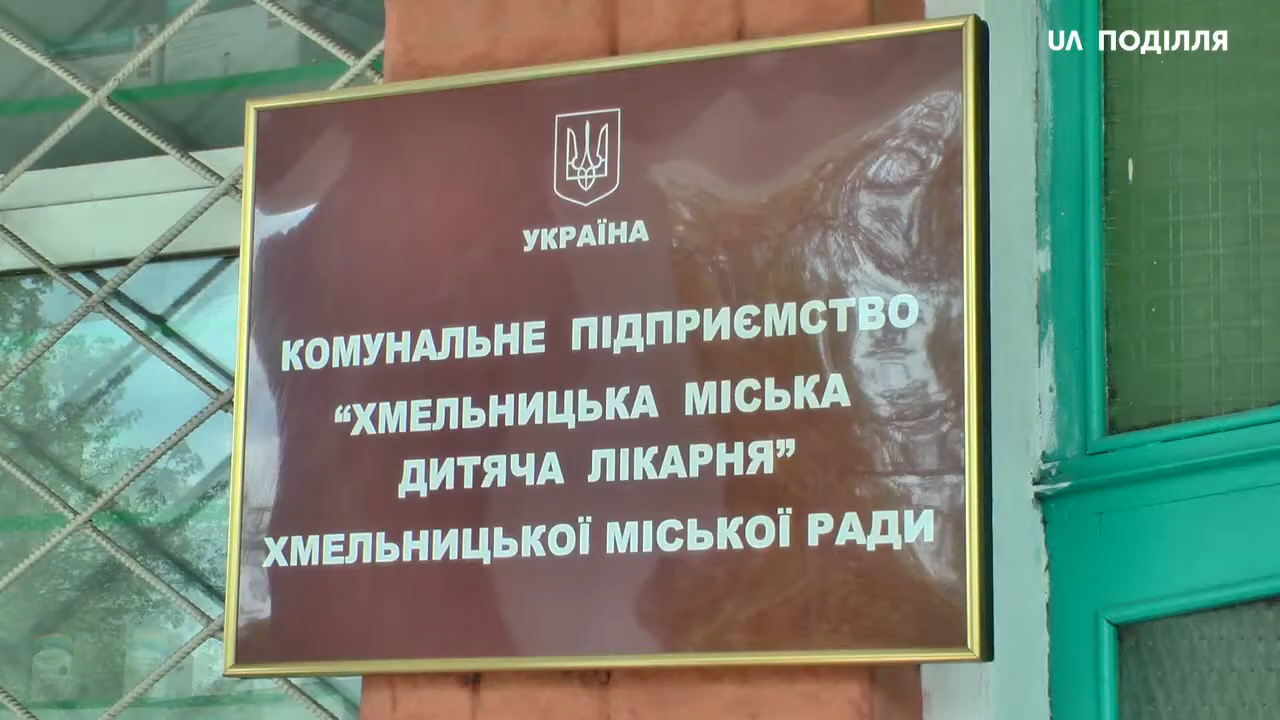 UA ПОДІЛЛЯ
УКРАЇНА
КОМУНАЛЬНЕ ПІДПРИЄМСТВО
“ХМЕЛЬНИЦЬКА МІСЬКА
ДИТЯЧА ЛІКАРНЯ”
ХМЕЛЬНИЦЬКОЇ МІСЬКОЇ РАДИ